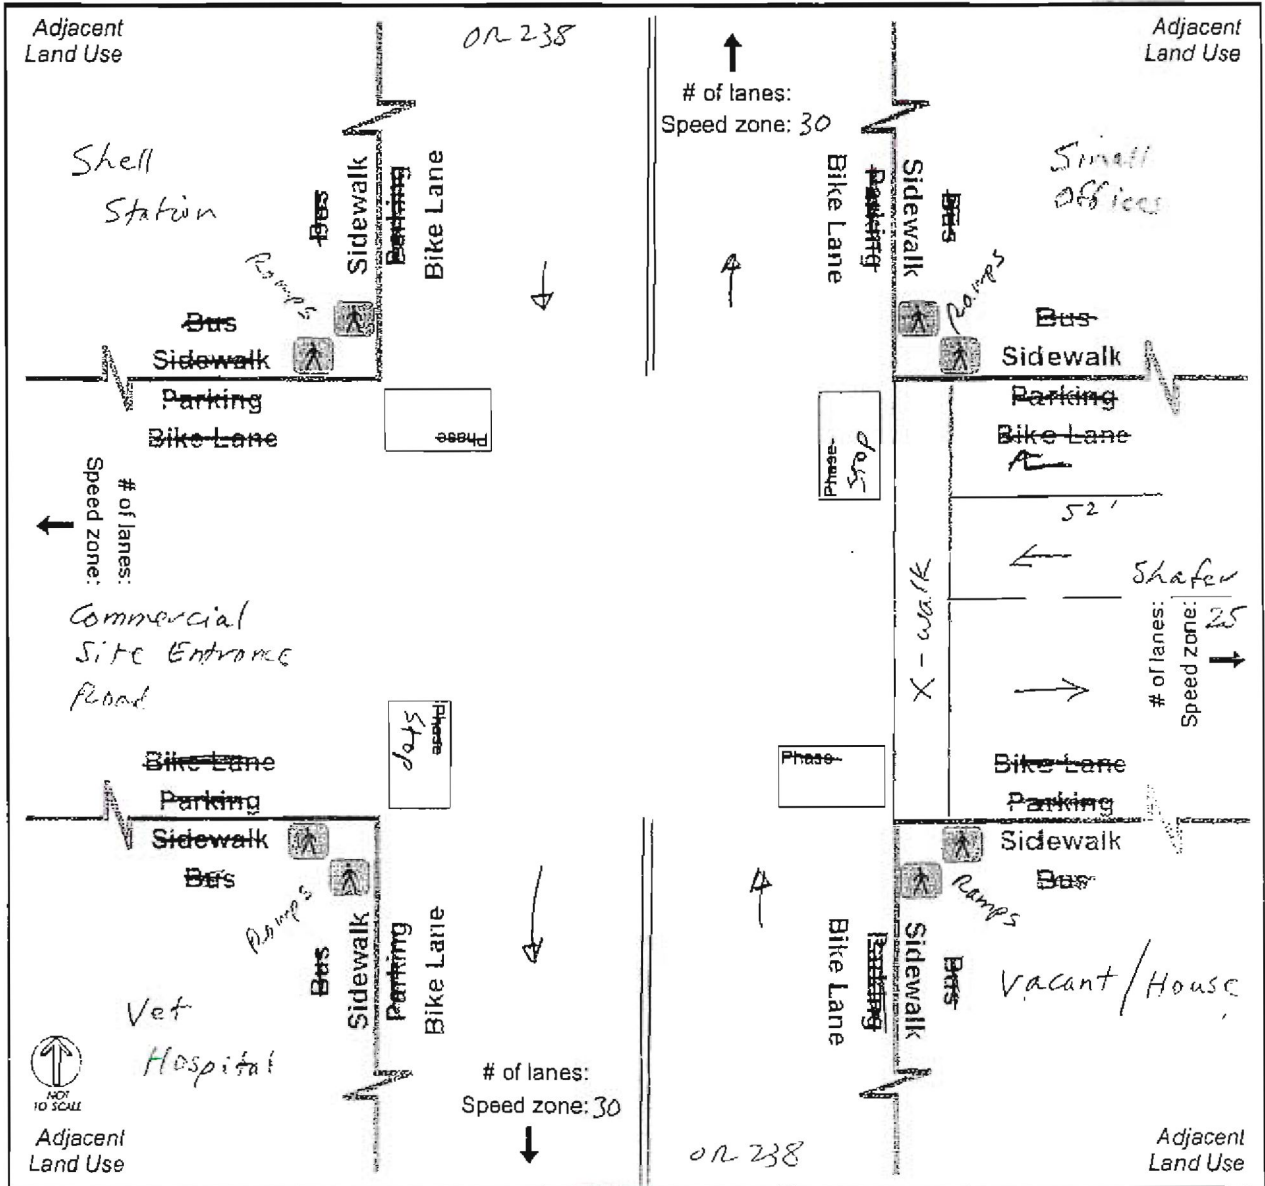 Adjacent
Land Use
OR 238
# of lanes:
Speed zone: 30
Adjacent
Land Use
Shell
Station
Bus
Sidewalk
Parking
Bike Lane
Ramps
Bike Lane
Parking
Sidewalk
Bus
Small
Offices
Ramps
Bus
Sidewalk
Parking
Bike Lane
Phase
Phase
Stop
Bus
Sidewalk
Parking
Bike Lane
52'
# of lanes:
Speed zone:
Commercial
Site Entrance
Road
X-walk
Shafer
# of lanes:
Speed zone: 25
Phase
Stop
Phase
Bike Lane
Parking
Sidewalk
Bus
Ramps
Bus
Sidewalk
Parking
Bike Lane
Bike Lane
Parking
Sidewalk
Bus
Ramps
Bike Lane
Parking
Sidewalk
Bus
Vacant/House
Vet
Hospital
NOT
TO SCALE
Adjacent
Land Use
# of lanes:
Speed zone: 30
OR 238
Adjacent
Land Use